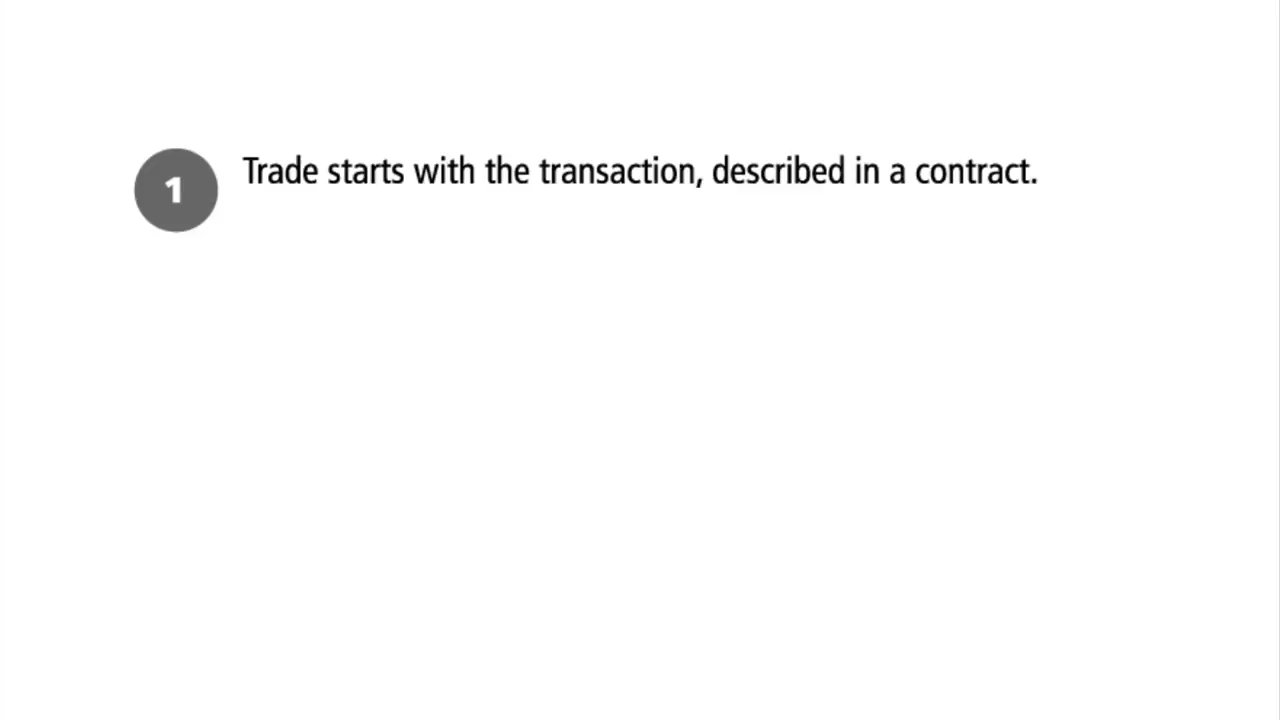 1
Trade starts with the transaction, described in a contract.